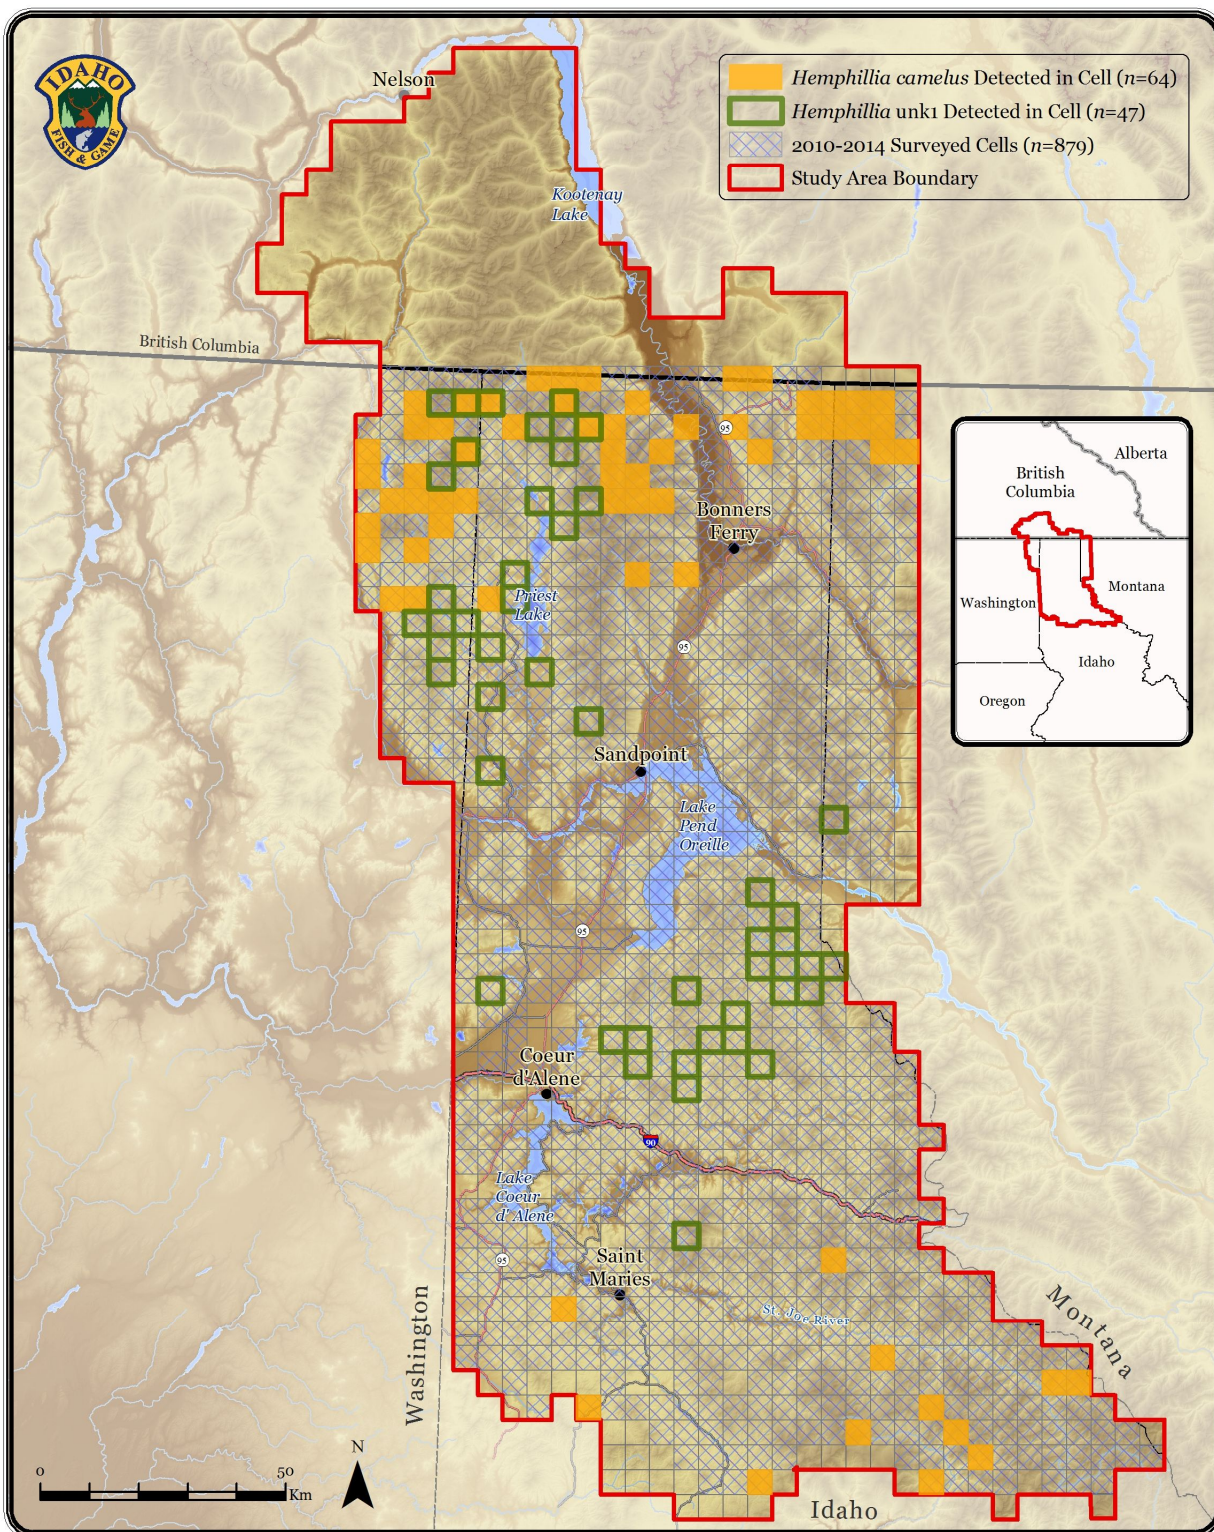 IDAHO
FISH & GAME
Nelson
Hemphillia camelus Detected in Cell (n=64)
Hemphillia unk1 Detected in Cell (n=47)
2010-2014 Surveyed Cells (n=879)
Study Area Boundary
Kootenay
Lake
British Columbia
95
Alberta
British
Columbia
Washington
Montana
Idaho
Oregon
Bonners
Ferry
Priest
Lake
95
Sandpoint
Lake
Pend
Oreille
95
Coeur
d'Alene
90
Lake
Coeur
d' Alene
95
Saint
Maries
St. Joe River
Montana
Washington
N
0 50
Km
Idaho